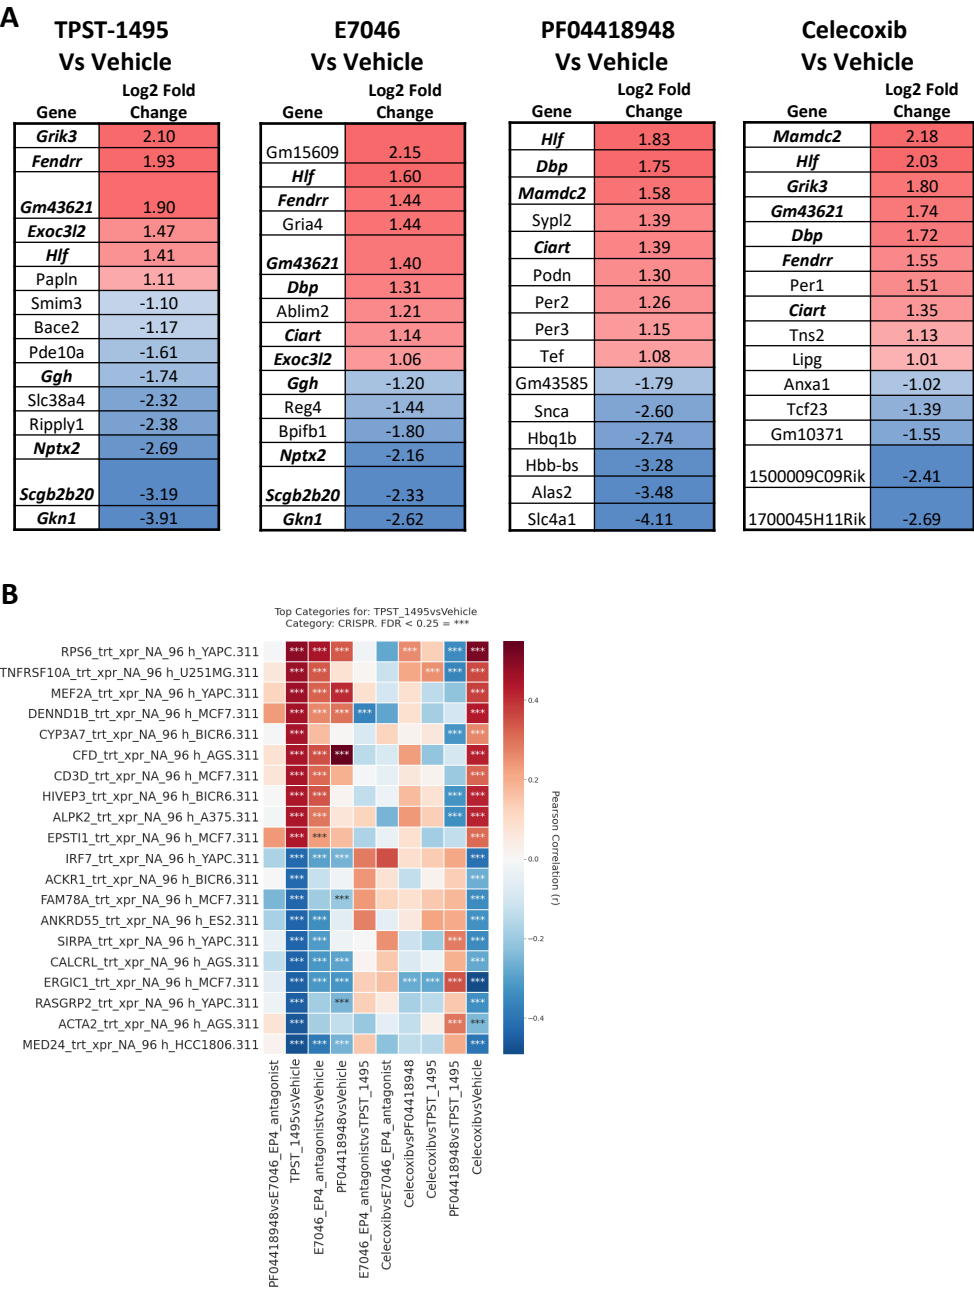 A
TPST-1495
Vs Vehicle
Gene Log2 Fold Change
Grik3 2.10
Fendrr 1.93
Gm43621 1.90
Exoc3l2 1.47
Hlf 1.41
Papln 1.11
Smim3 -1.10
Bace2 -1.17
Pde10a -1.61
Ggh -1.74
Slc38a4 -2.32
Ripply1 -2.38
Nptx2 -2.69
Scgb2b20 -3.19
Gkn1 -3.91
E7046
Vs Vehicle
Gene Log2 Fold Change
Gm15609 2.15
Hlf 1.60
Fendrr 1.44
Gria4 1.44
Gm43621 1.40
Dbp 1.31
Ablim2 1.21
Ciart 1.14
Exoc3l2 1.06
Ggh -1.20
Reg4 -1.44
Bpifb1 -1.80
Nptx2 -2.16
Scgb2b20 -2.33
Gkn1 -2.62
PF04418948
Vs Vehicle
Gene Log2 Fold Change
Hlf 1.83
Dbp 1.75
Mamdc2 1.58
Sypl2 1.39
Ciart 1.39
Podn 1.30
Per2 1.26
Per3 1.15
Tef 1.08
Gm43585 -1.79
Snca -2.60
Hbq1b -2.74
Hbb-bs -3.28
Alas2 -3.48
Slc4a1 -4.11
Celecoxib
Vs Vehicle
Gene Log2 Fold Change
Mamdc2 2.18
Hlf 2.03
Grik3 1.80
Gm43621 1.74
Dbp 1.72
Fendrr 1.55
Per1 1.51
Ciart 1.35
Tns2 1.13
Lipg 1.01
Anxa1 -1.02
Tcf23 -1.39
Gm10371 -1.55
1500009C09Rik -2.41
1700045H11Rik -2.69
B
Top Categories for: TPST_1495vsVehicle
Category: CRISPR. FDR < 0.25 = ***
RPS6_trt_xpr_NA_96 h_YAPC.311 *** *** *** *** *** ***
TNFRSF10A_trt_xpr_NA_96 h_U251MG.311 *** *** *** *** ***
MEF2A_trt_xpr_NA_96 h_YAPC.311 *** *** *** ***
DENND1B_trt_xpr_NA_96 h_MCF7.311 *** *** *** *** ***
CYP3A7_trt_xpr_NA_96 h_BICR6.311 *** *** ***
CFD_trt_xpr_NA_96 h_AGS.311 *** *** *** ***
CD3D_trt_xpr_NA_96 h_MCF7.311 *** *** ***
HIVEP3_trt_xpr_NA_96 h_BICR6.311 *** *** *** ***
ALPK2_trt_xpr_NA_96 h_A375.311 *** *** *** ***
EPSTI1_trt_xpr_NA_96 h_MCF7.311 *** *** ***
IRF7_trt_xpr_NA_96 h_YAPC.311 *** *** *** ***
ACKR1_trt_xpr_NA_96 h_BICR6.311 *** ***
FAM78A_trt_xpr_NA_96 h_MCF7.311 *** *** ***
ANKRD55_trt_xpr_NA_96 h_ES2.311 *** *** ***
SIRPA_trt_xpr_NA_96 h_YAPC.311 *** *** *** ***
CALCRL_trt_xpr_NA_96 h_AGS.311 *** *** *** ***
ERGIC1_trt_xpr_NA_96 h_MCF7.311 *** *** *** *** *** *** ***
RASGRP2_trt_xpr_NA_96 h_YAPC.311 *** *** ***
ACTA2_trt_xpr_NA_96 h_AGS.311 *** *** ***
MED24_trt_xpr_NA_96 h_HCC1806.311 *** *** *** ***
PF04418948vsE7046_EP4_antagonist
TPST_1495vsVehicle
E7046_EP4_antagonistvsVehicle
PF04418948vsVehicle
E7046_EP4_antagonistvsTPST_1495
CelecoxibvsE7046_EP4_antagonist
CelecoxibvsPF04418948
CelecoxibvsTPST_1495
PF04418948vsTPST_1495
CelecoxibvsVehicle
0.4
0.2
0.0
−0.2
−0.4
Pearson Correlation (r)